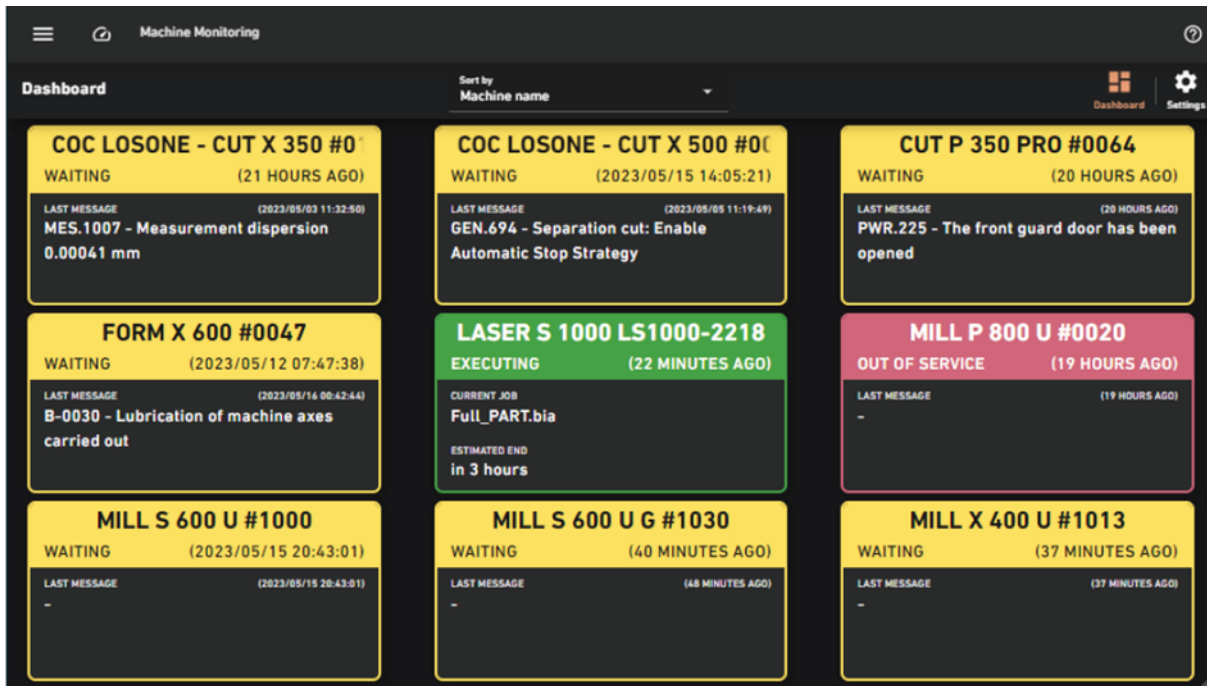 Machine Monitoring
Dashboard
Sort by
Machine name
Dashboard
Settings
COC LOSONE - CUT X 350
WAITING (21 HOURS AGO)
LAST MESSAGE (2023/05/03 11:32:50)
MES.1007 - Measurement dispersion
0.00041 mm
COC LOSONE - CUT X 500
WAITING (2023/05/15 14:05:21)
LAST MESSAGE (2023/05/05 11:19:49)
GEN.694 - Separation cut: Enable
Automatic Stop Strategy
CUT P 350 PRO #0064
WAITING (20 HOURS AGO)
LAST MESSAGE (20 HOURS AGO)
PWR.225 - The front guard door has been
opened
FORM X 600 #0047
WAITING (2023/05/12 07:47:38)
LAST MESSAGE (2023/05/16 00:42:44)
B-0030 - Lubrication of machine axes
carried out
LASER S 1000 LS1000-2218
EXECUTING (22 MINUTES AGO)
CURRENT JOB
Full_PART.bia
ESTIMATED END
in 3 hours
MILL P 800 U #0020
OUT OF SERVICE (19 HOURS AGO)
LAST MESSAGE (19 HOURS AGO)
-
MILL S 600 U #1000
WAITING (2023/05/15 20:43:01)
LAST MESSAGE (2023/05/15 20:43:01)
-
MILL S 600 U G #1030
WAITING (40 MINUTES AGO)
LAST MESSAGE (48 MINUTES AGO)
-
MILL X 400 U #1013
WAITING (37 MINUTES AGO)
LAST MESSAGE (37 MINUTES AGO)
-